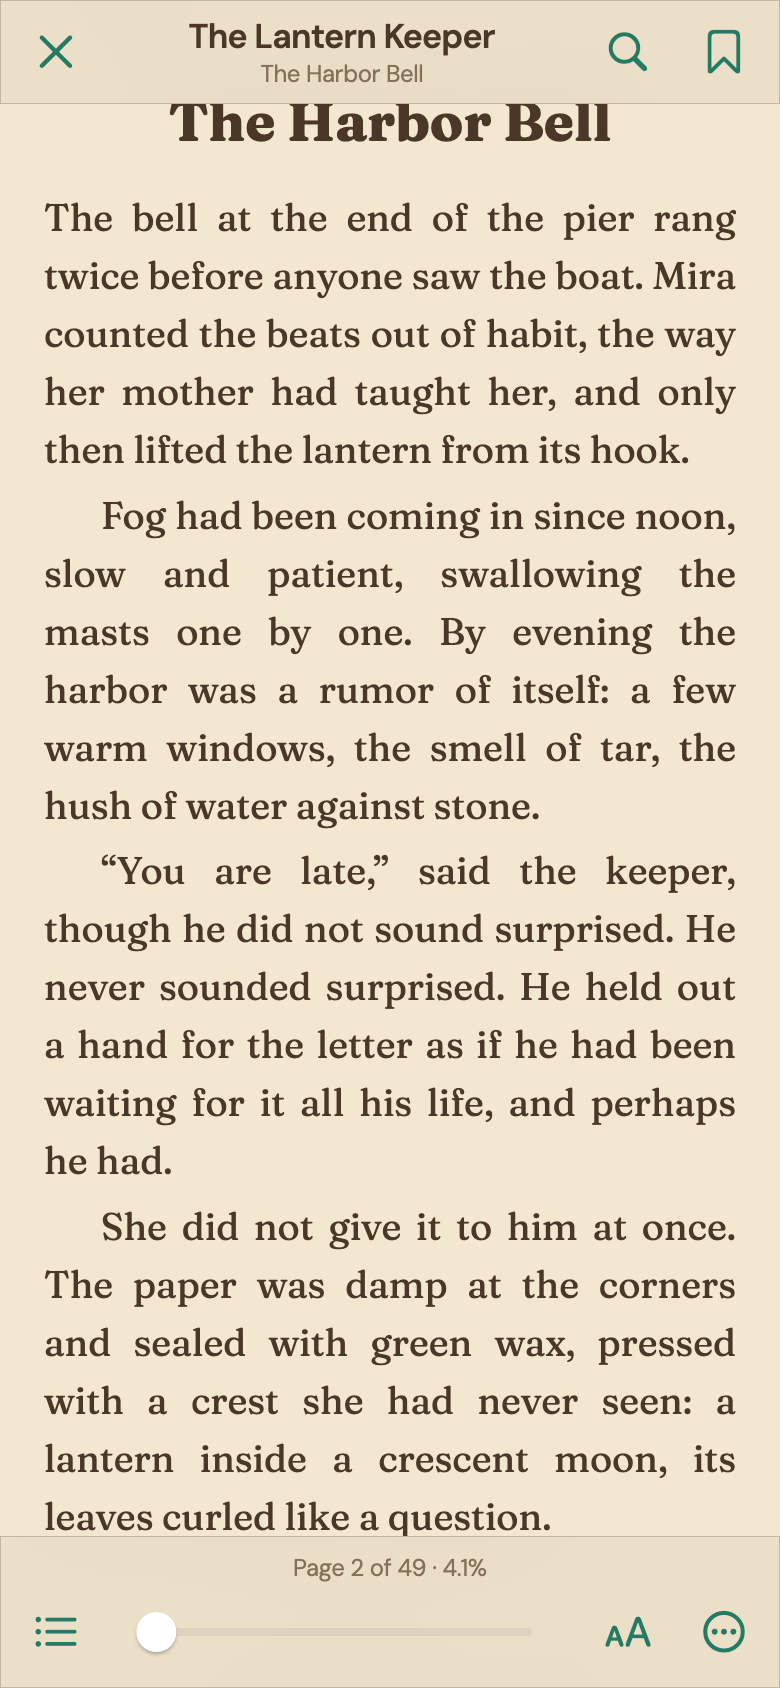 The Lantern Keeper
The Harbor Bell
The Harbor Bell
The bell at the end of the pier rang
twice before anyone saw the boat. Mira
counted the beats out of habit, the way
her mother had taught her, and only
then lifted the lantern from its hook.
Fog had been coming in since noon,
slow and patient, swallowing the
masts one by one. By evening the
harbor was a rumor of itself: a few
warm windows, the smell of tar, the
hush of water against stone.
“You are late,” said the keeper,
though he did not sound surprised. He
never sounded surprised. He held out
a hand for the letter as if he had been
waiting for it all his life, and perhaps
he had.
She did not give it to him at once.
The paper was damp at the corners
and sealed with green wax, pressed
with a crest she had never seen: a
lantern inside a crescent moon, its
leaves curled like a question.
Page 2 of 49 · 4.1%
AA